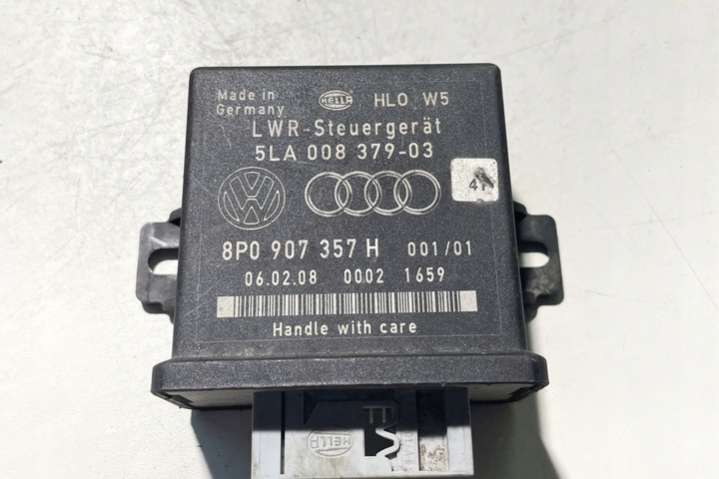 Made in
Germany
HELLA
HLO W5
LWR-Steuergerät
5LA 008 379-03
8P0 907 357 H 001/01
06.02.08 0002 1659
Handle with care
HELLA